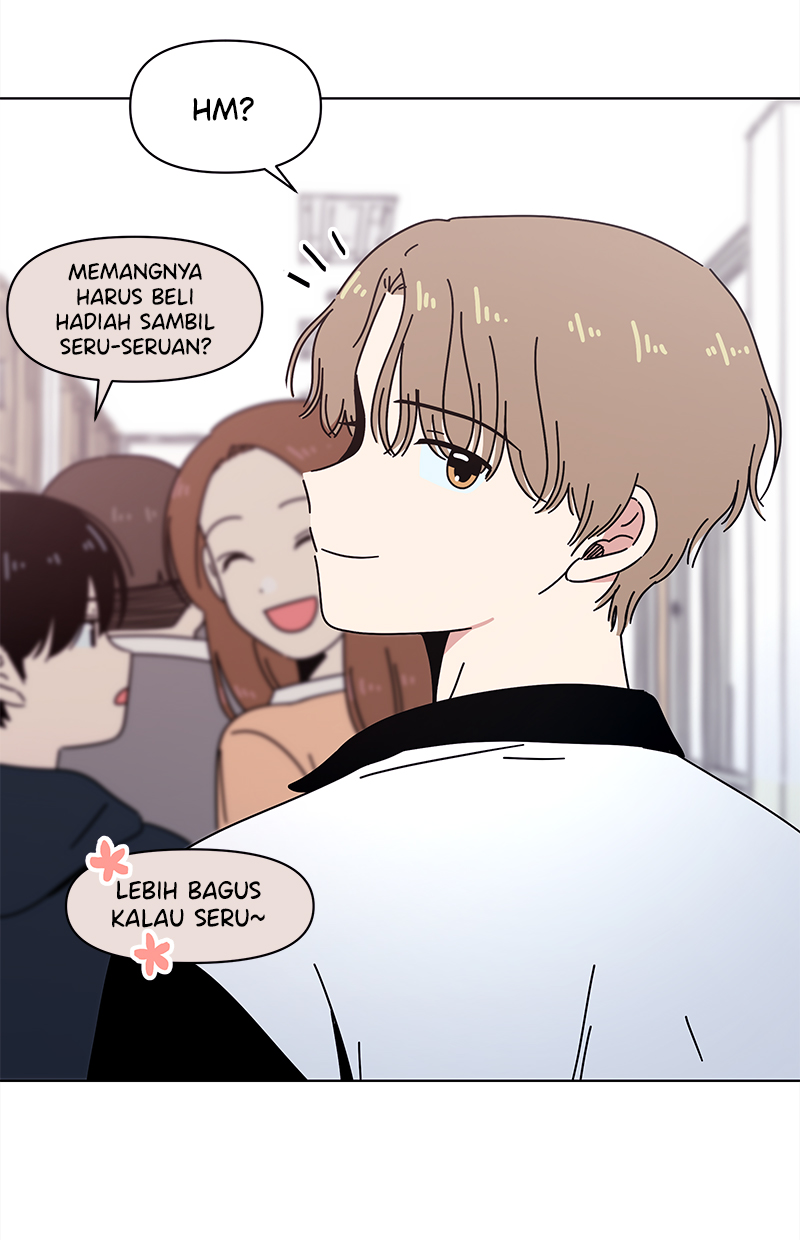 HM?
MEMANGNYA
HARUS BELI
HADIAH SAMBIL
SERU-SERUAN?
LEBIH BAGUS
KALAU SERU~